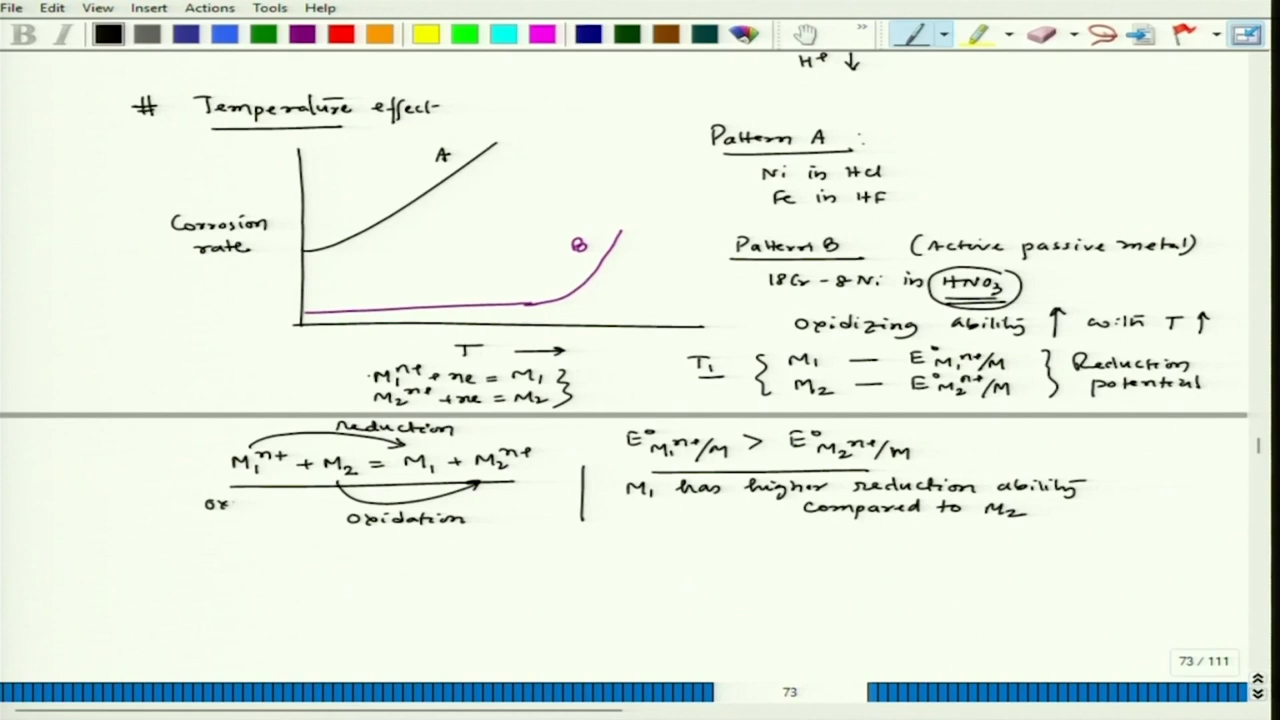 File Edit View Insert Actions Tools Help
B I
»
H⁺ ↓
# Temperature effect
A
Corrosion
rate
B
T →
M₁ⁿ⁺ + ne = M₁ }
M₂ⁿ⁺ + ne = M₂ }
Pattern A :
Ni in HCl
Fe in HF
Pattern B (Active passive metal)
18Cr - 8Ni in HNO₃
Oxidizing ability ↑ with T ↑
T₁ { M₁ — E°M₁ⁿ⁺/M } Reduction
M₂ — E°M₂ⁿ⁺/M } potential
reduction
M₁ⁿ⁺ + M₂ = M₁ + M₂ⁿ⁺
ox
oxidation
E°M₁ⁿ⁺/M > E°M₂ⁿ⁺/M
M₁ has higher reduction ability
compared to M₂
73 / 111
73